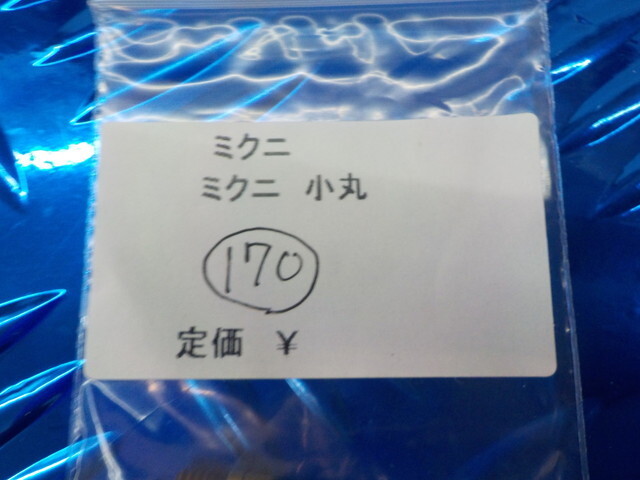 ミクニ
ミクニ 小丸
170
定価 ¥